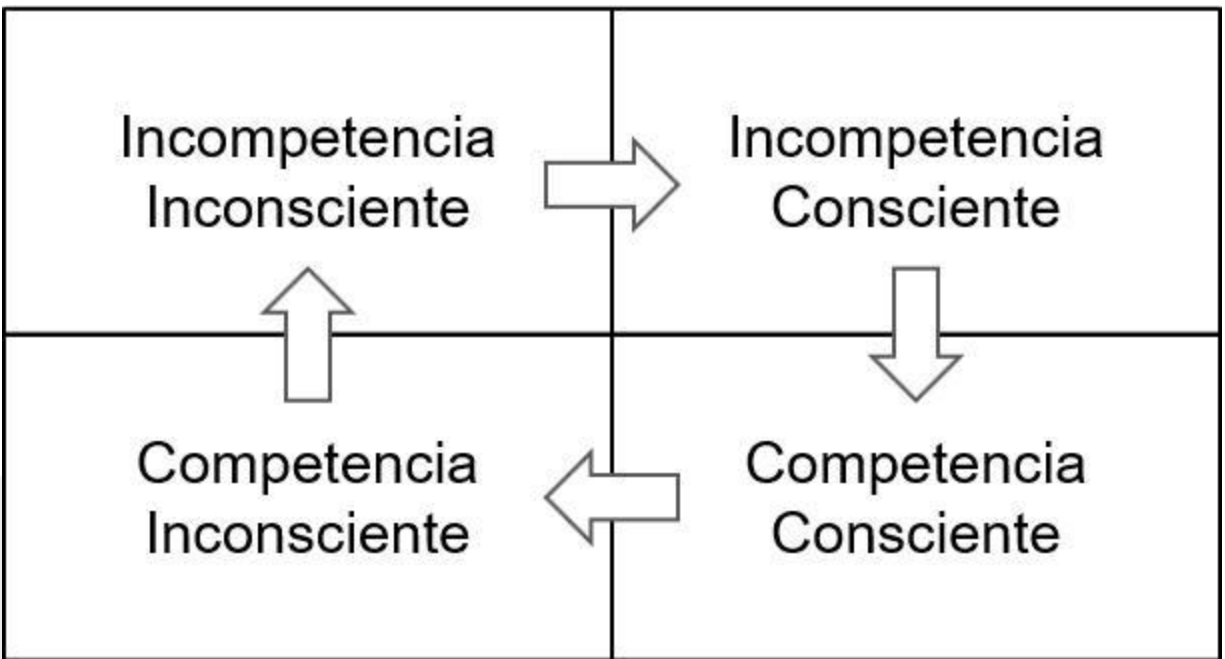 Incompetencia
Inconsciente
Incompetencia
Consciente
Competencia
Inconsciente
Competencia
Consciente